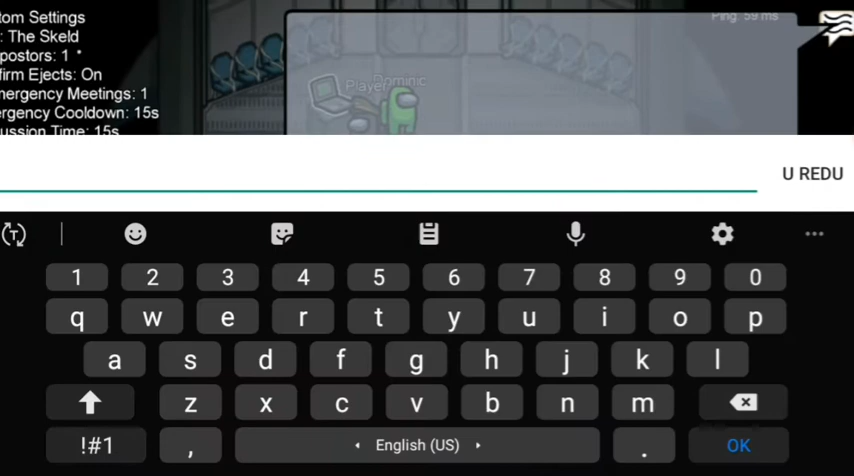 tom Settings
: The Skeld
postors: 1 *
firm Ejects: On
mergency Meetings: 1
ergency Cooldown: 15s
ussion Time: 15s
Ping: 59 ms
Player
Dominic
U REDU
T
1 2 3 4 5 6 7 8 9 0
q w e r t y u i o p
a s d f g h j k l
z x c v b n m
!#1 , English (US) . OK